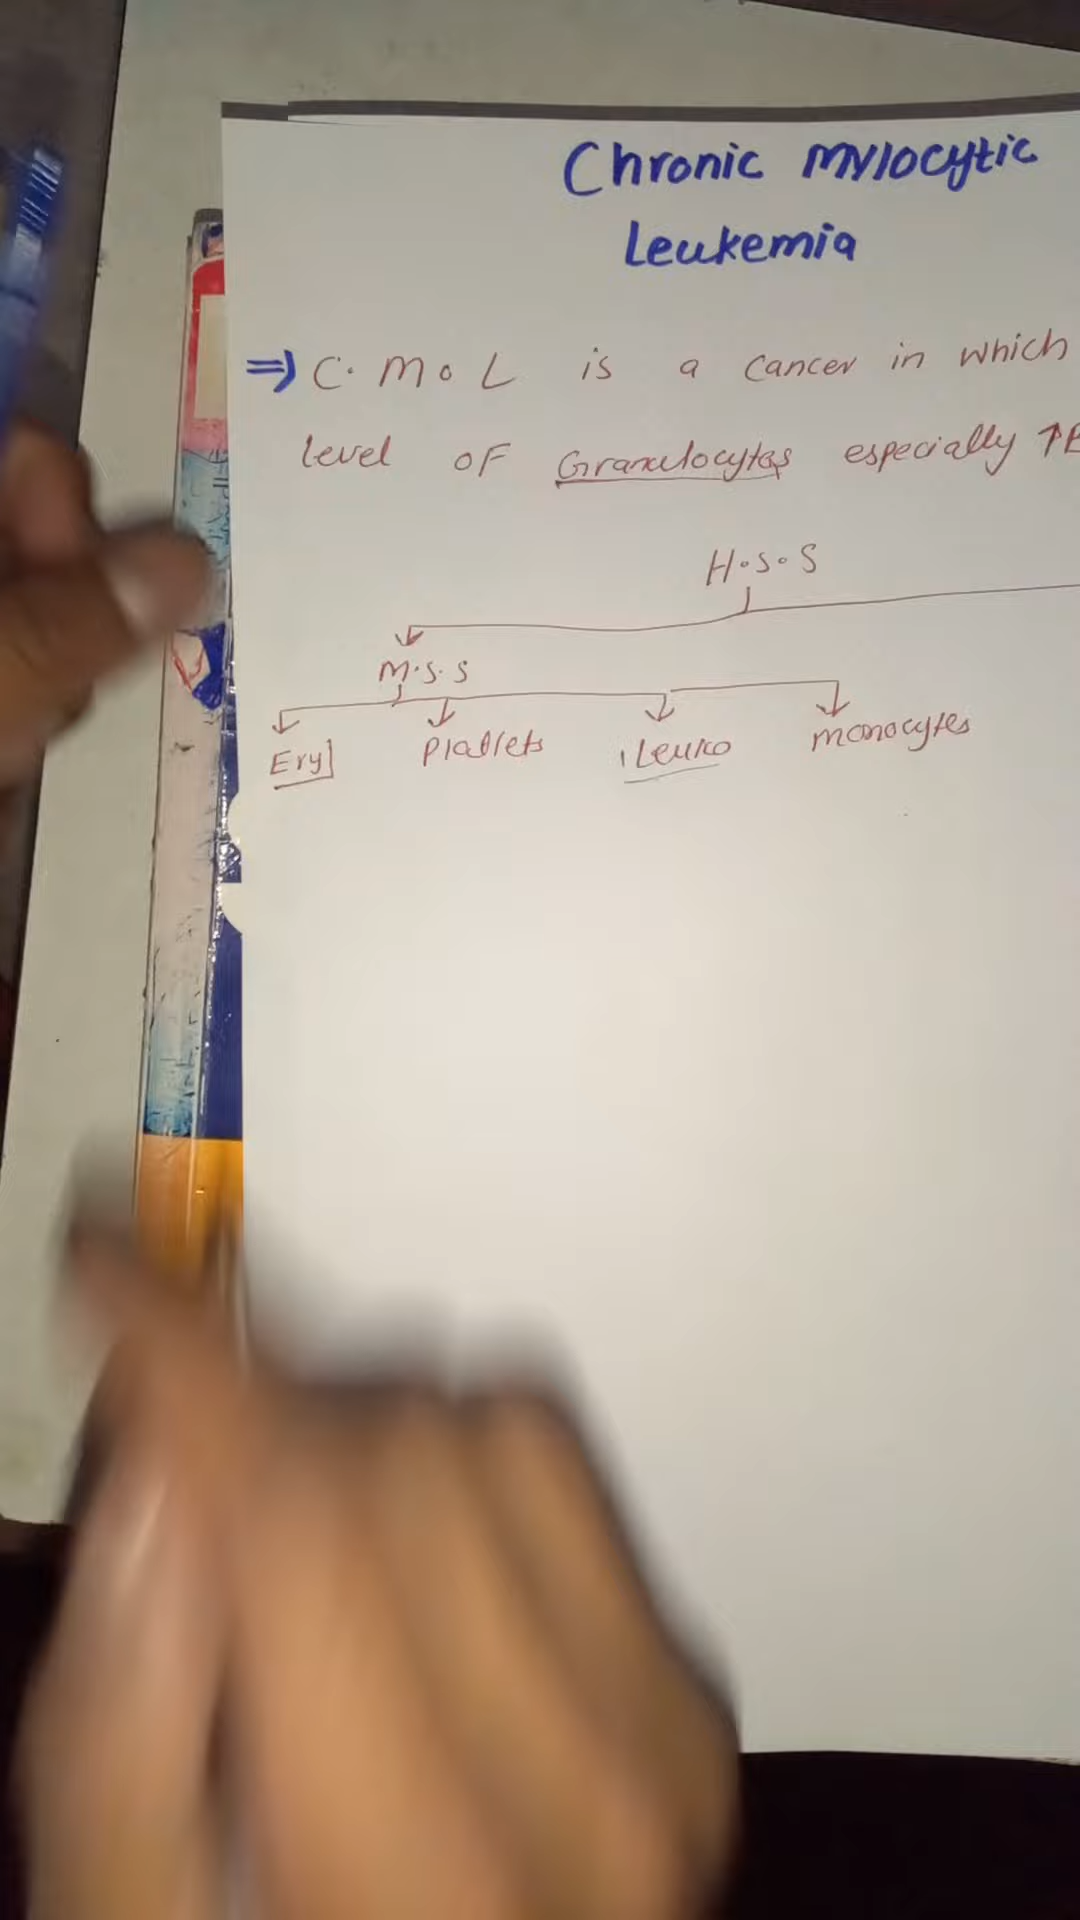 Chronic mylocytic
Leukemia
⇒ C. M. L is a cancer in which
level of Granulocytes especially ↑
H.S.S
M.S.S
Ery Platlets Leuko monocytes